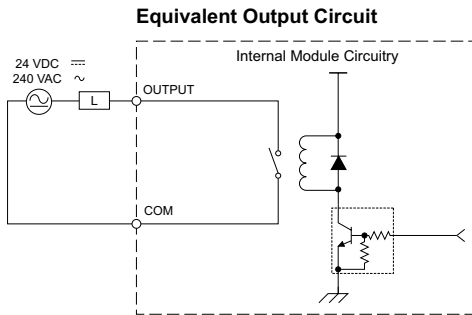 Equivalent Output Circuit
Internal Module Circuitry
24 VDC ⎓
240 VAC ∿
L
OUTPUT
COM